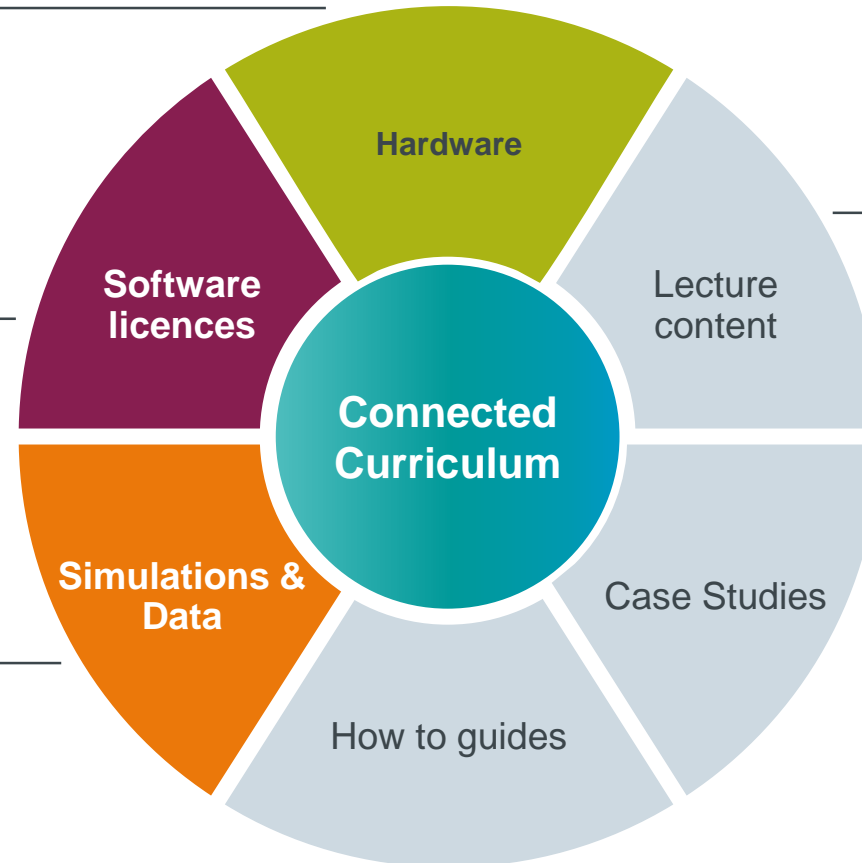 Hardware
Software
licences
Lecture
content
Connected
Curriculum
Simulations &
Data
Case Studies
How to guides